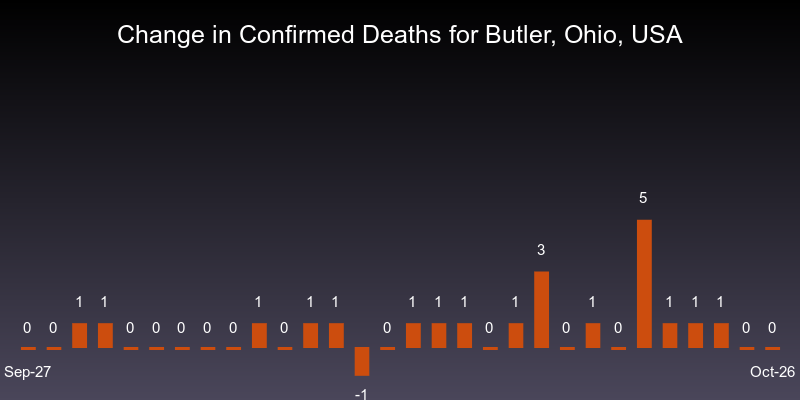 Change in Confirmed Deaths for Butler, Ohio, USA
5
3
1 1 1 1 1 1 1 1 1 1 1 1 1
0 0 0 0 0 0 0 0 0 0 0 0 0 0
Sep-27 Oct-26
-1